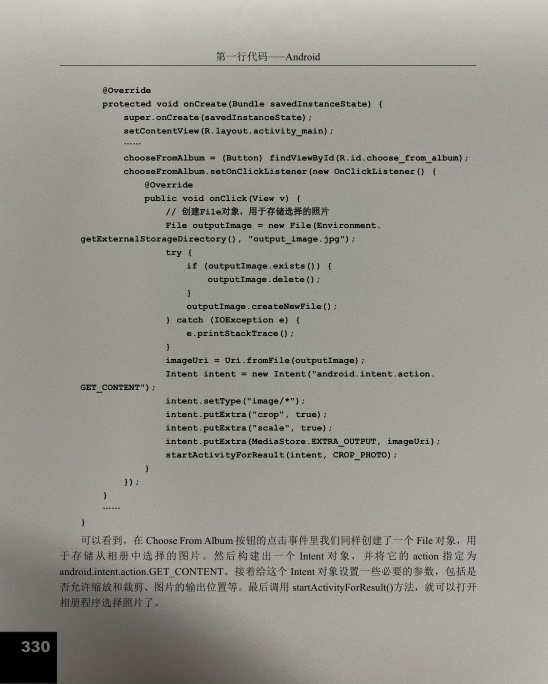 第一行代码——Android
@Override
protected void onCreate(Bundle savedInstanceState) {
super.onCreate(savedInstanceState);
setContentView(R.layout.activity_main);
……
chooseFromAlbum = (Button) findViewById(R.id.choose_from_album);
chooseFromAlbum.setOnClickListener(new OnClickListener() {
@Override
public void onClick(View v) {
// 创建File对象，用于存储选择的照片
File outputImage = new File(Environment.
getExternalStorageDirectory(), "output_image.jpg");
try {
if (outputImage.exists()) {
outputImage.delete();
}
outputImage.createNewFile();
} catch (IOException e) {
e.printStackTrace();
}
imageUri = Uri.fromFile(outputImage);
Intent intent = new Intent("android.intent.action.
GET_CONTENT");
intent.setType("image/*");
intent.putExtra("crop", true);
intent.putExtra("scale", true);
intent.putExtra(MediaStore.EXTRA_OUTPUT, imageUri);
startActivityForResult(intent, CROP_PHOTO);
}
});
}
……
}
可以看到，在 Choose From Album 按钮的点击事件里我们同样创建了一个 File 对象，用
于存储从相册中选择的图片。然后构建出一个 Intent 对象，并将它的 action 指定为
android.intent.action.GET_CONTENT。接着给这个 Intent 对象设置一些必要的参数，包括是
否允许缩放和裁剪、图片的输出位置等。最后调用 startActivityForResult()方法，就可以打开
相册程序选择照片了。
330